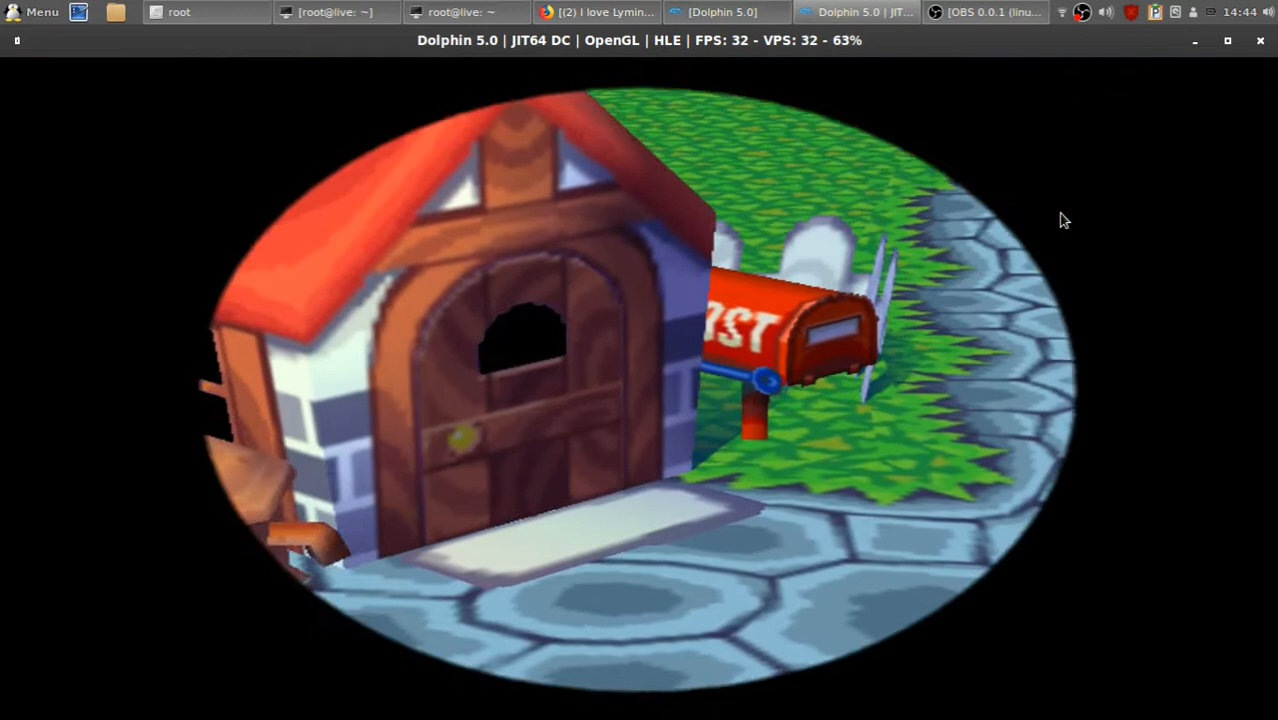 Menu root [root@live: ~] root@live: ~ [(2) I love Lymin... [Dolphin 5.0] Dolphin 5.0 | JIT... [OBS 0.0.1 (linu... 14:44
Dolphin 5.0 | JIT64 DC | OpenGL | HLE | FPS: 32 - VPS: 32 - 63%